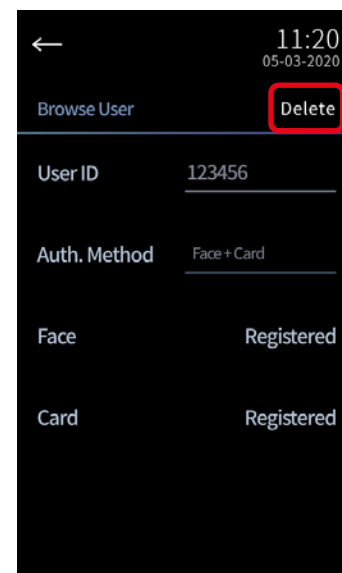 11:20
05-03-2020
Browse User Delete
User ID 123456
Auth. Method Face+Card
Face Registered
Card Registered